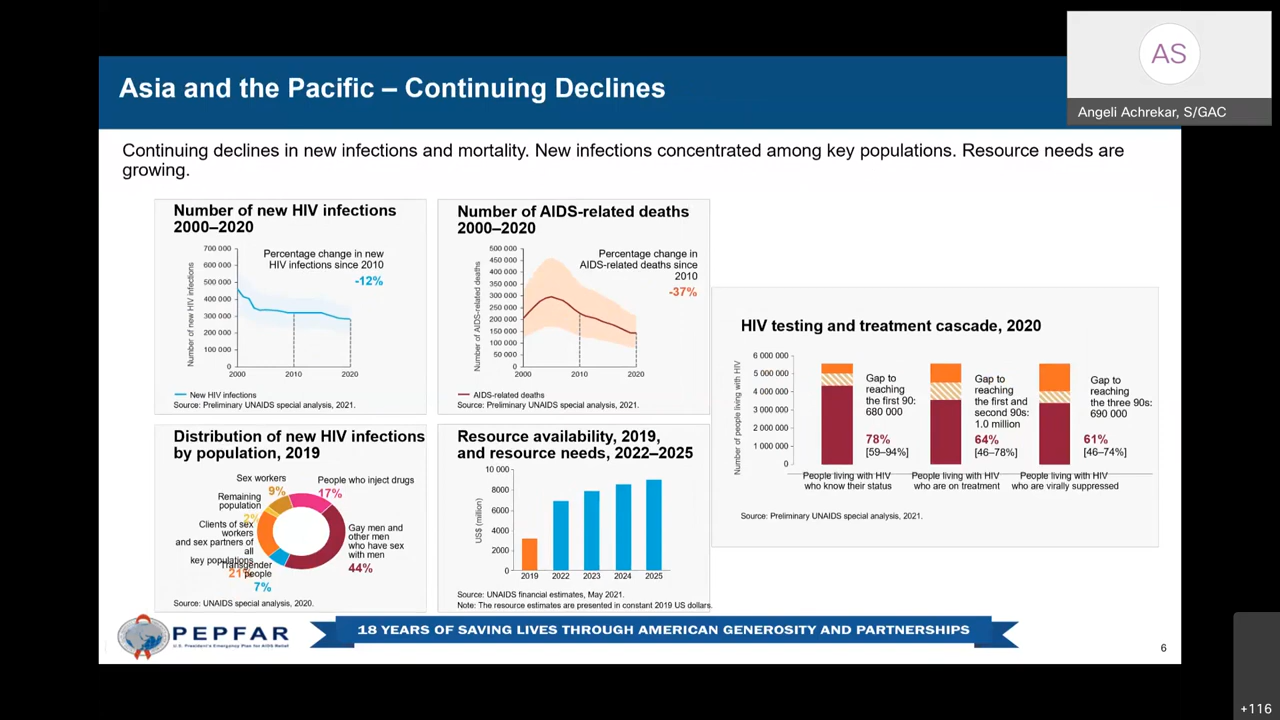 AS
Angeli Achrekar, S/GAC
Asia and the Pacific – Continuing Declines
Continuing declines in new infections and mortality. New infections concentrated among key populations. Resource needs are
growing.
Number of new HIV infections
2000–2020
Percentage change in new
HIV infections since 2010
-12%
Number of new HIV infections
700 000
600 000
500 000
400 000
300 000
200 000
100 000
0
2000
2010
2020
New HIV infections
Source: Preliminary UNAIDS special analysis, 2021.
Number of AIDS-related deaths
2000–2020
Percentage change in
AIDS-related deaths since
2010
-37%
Number of AIDS-related deaths
500 000
450 000
400 000
350 000
300 000
250 000
200 000
150 000
100 000
50 000
0
2000
2010
2020
AIDS-related deaths
Source: Preliminary UNAIDS special analysis, 2021.
HIV testing and treatment cascade, 2020
Number of people living with HIV
6 000 000
5 000 000
4 000 000
3 000 000
2 000 000
1 000 000
0
Gap to
reaching
the first 90:
680 000
78%
[59–94%]
Gap to
reaching
the first and
second 90s:
1.0 million
64%
[46–78%]
Gap to
reaching
the three 90s:
690 000
61%
[46–74%]
People living with HIV
who know their status
People living with HIV
who are on treatment
People living with HIV
who are virally suppressed
Source: Preliminary UNAIDS special analysis, 2021.
Distribution of new HIV infections
by population, 2019
Sex workers
9%
People who inject drugs
17%
Remaining
population
2%
Clients of sex
workers
and sex partners of
all
key populations
21%
Transgender
people
7%
Gay men and
other men
who have sex
with men
44%
Source: UNAIDS special analysis, 2020.
Resource availability, 2019,
and resource needs, 2022–2025
US$ (million)
10 000
8000
6000
4000
2000
0
2019
2022
2023
2024
2025
Source: UNAIDS financial estimates, May 2021.
Note: The resource estimates are presented in constant 2019 US dollars.
PEPFAR
U.S. President's Emergency Plan for AIDS Relief
18 YEARS OF SAVING LIVES THROUGH AMERICAN GENEROSITY AND PARTNERSHIPS
6
+116